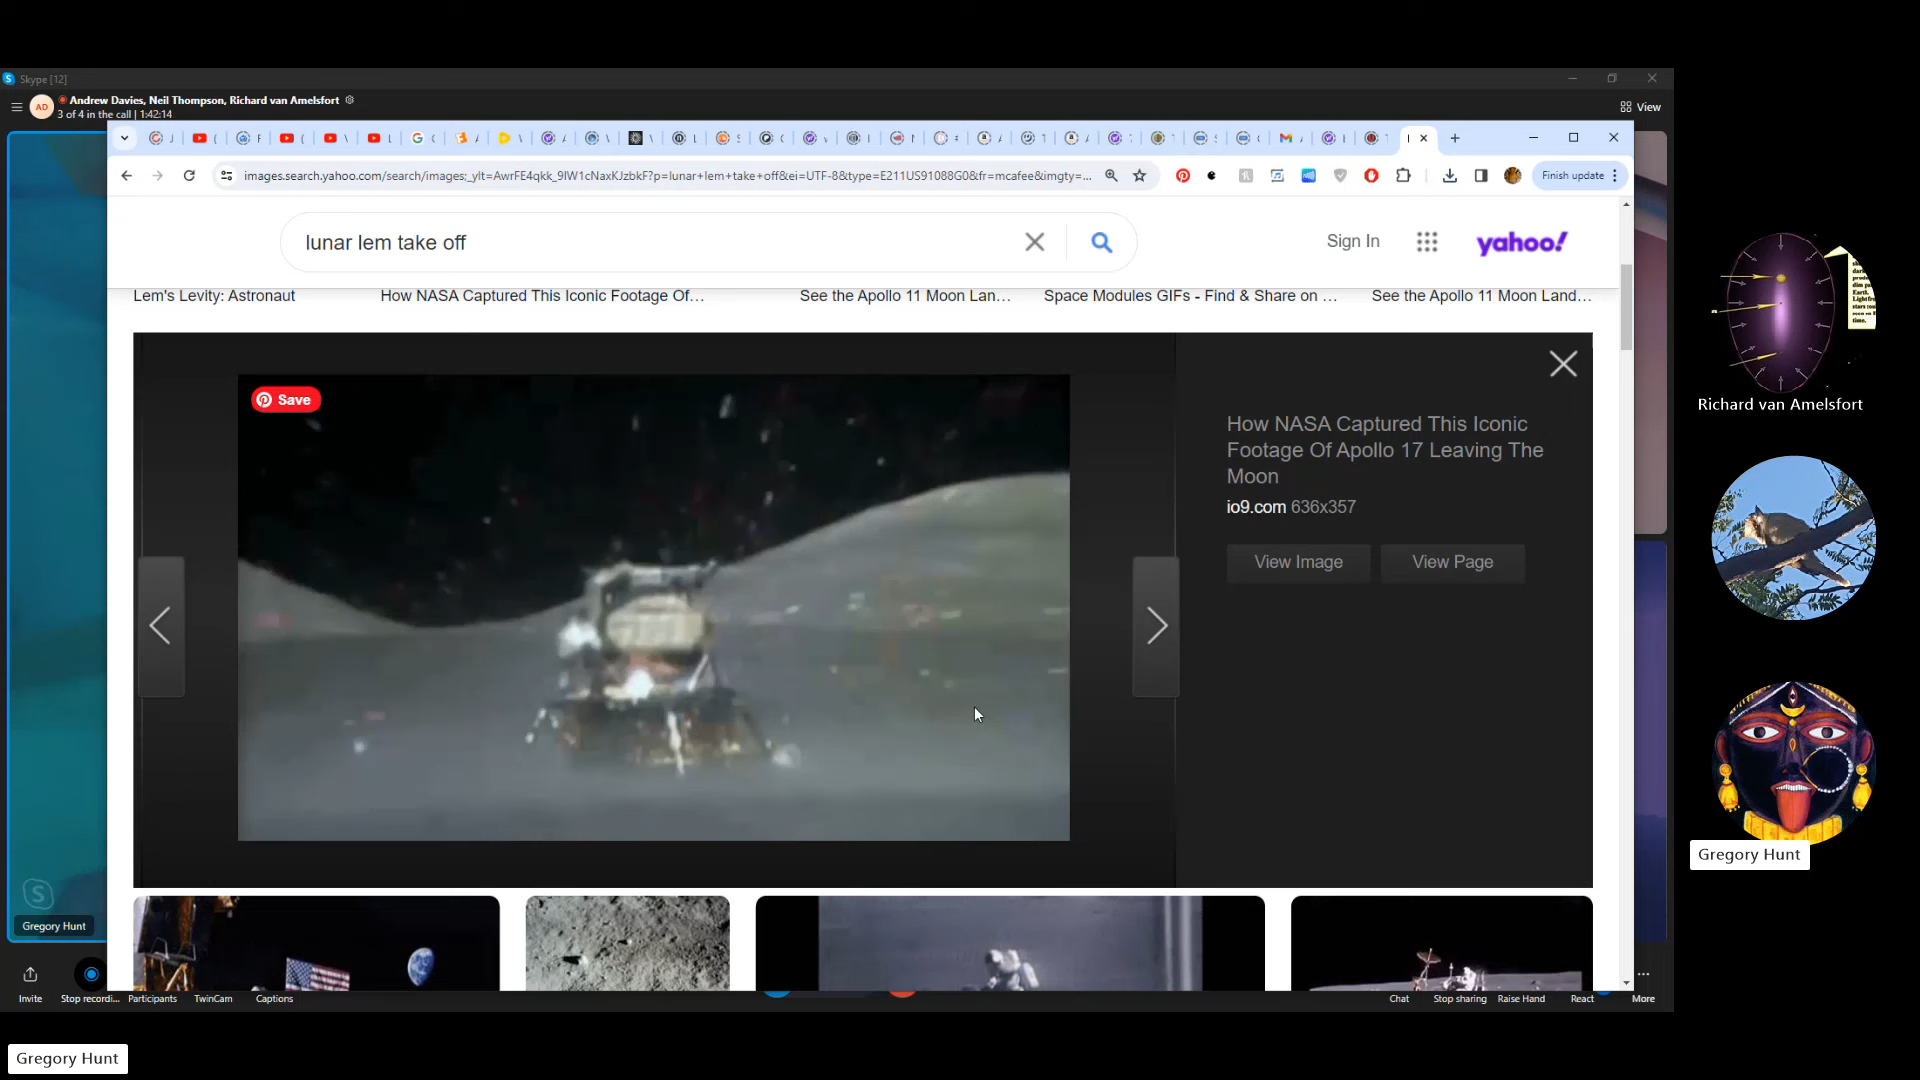 Skype [12]
AD
Andrew Davies, Neil Thompson, Richard van Amelsfort
3 of 4 in the call | 1:42:14
View
images.search.yahoo.com/search/images;_ylt=AwrFE4qkk_9lW1cNaxKJzbkF?p=lunar+lem+take+off&ei=UTF-8&type=E211US91088G0&fr=mcafee&imgty=...
Finish update
lunar lem take off
Sign In
yahoo!
Lem's Levity: Astronaut
How NASA Captured This Iconic Footage Of...
See the Apollo 11 Moon Lan...
Space Modules GIFs - Find & Share on ...
See the Apollo 11 Moon Land...
Save
How NASA Captured This Iconic
Footage Of Apollo 17 Leaving The
Moon
io9.com 636x357
View Image
View Page
Richard van Amelsfort
Gregory Hunt
Gregory Hunt
Invite
Stop recordi...
Participants
TwinCam
Captions
Chat
Stop sharing
Raise Hand
React
More
Gregory Hunt